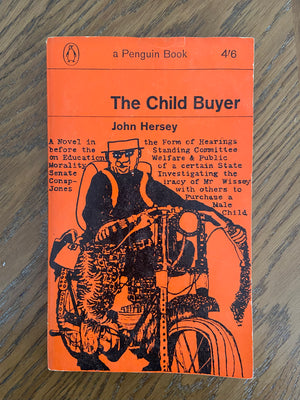 a Penguin Book 4'6
The Child Buyer
John Hersey
A Novel in the Form of Hearings
before the Standing Committee
on Education Welfare & Public
Morality of a certain State
Senate Investigating the
Conspiracy of Mr Wissey
Jones with others to
Purchase a
Male
Child